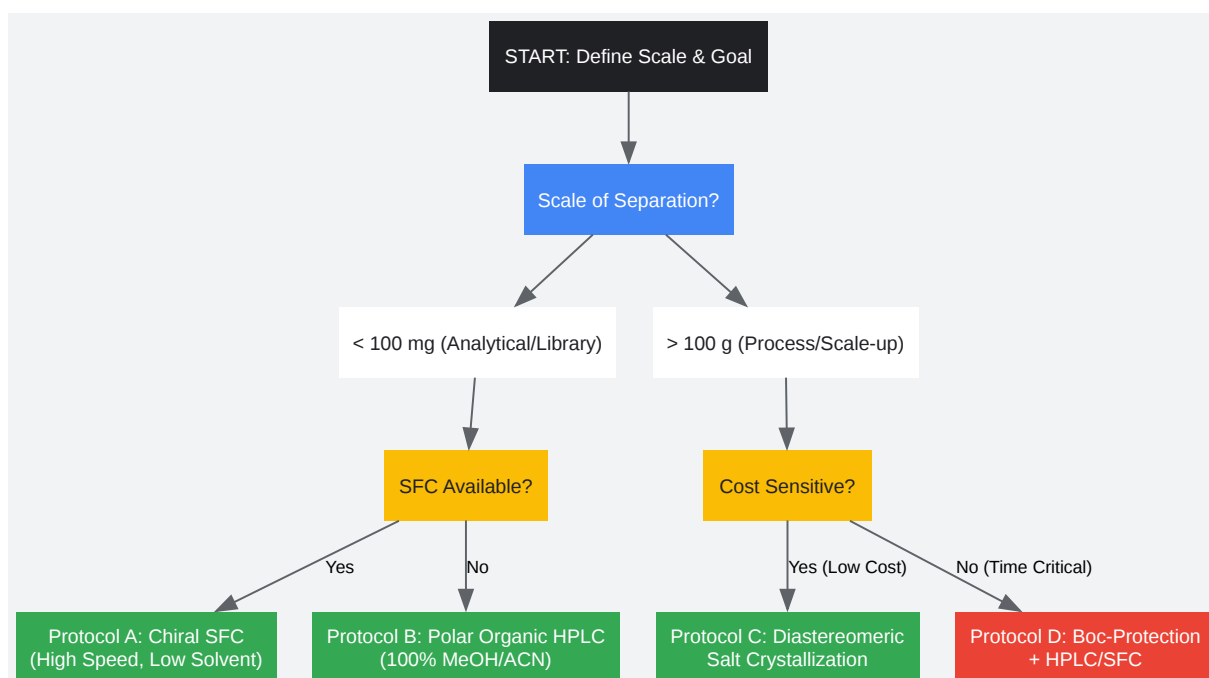 START: Define Scale & Goal
Scale of Separation?
< 100 mg (Analytical/Library)
> 100 g (Process/Scale-up)
SFC Available?
Cost Sensitive?
Yes
No
Yes (Low Cost)
No (Time Critical)
Protocol A: Chiral SFC
(High Speed, Low Solvent)
Protocol B: Polar Organic HPLC
(100% MeOH/ACN)
Protocol C: Diastereomeric
Salt Crystallization
Protocol D: Boc-Protection
+ HPLC/SFC